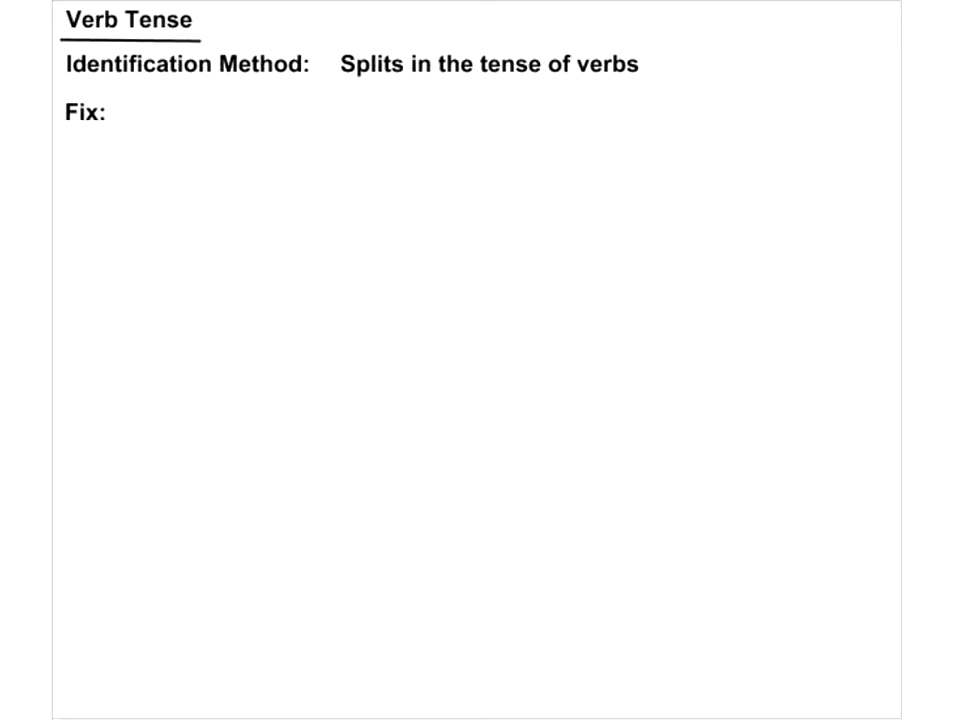 Verb Tense
Identification Method: Splits in the tense of verbs
Fix: